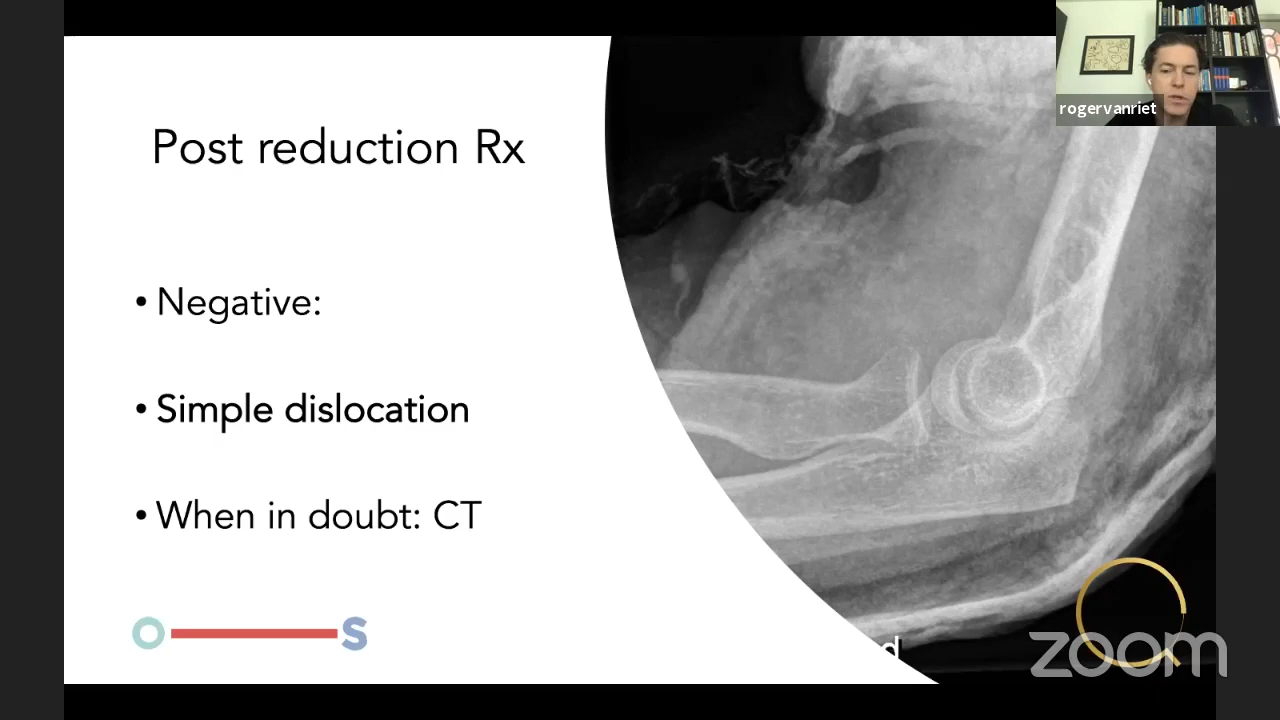 rogervanriet
Post reduction Rx
• Negative:
• Simple dislocation
• When in doubt: CT
O S
d
zoom